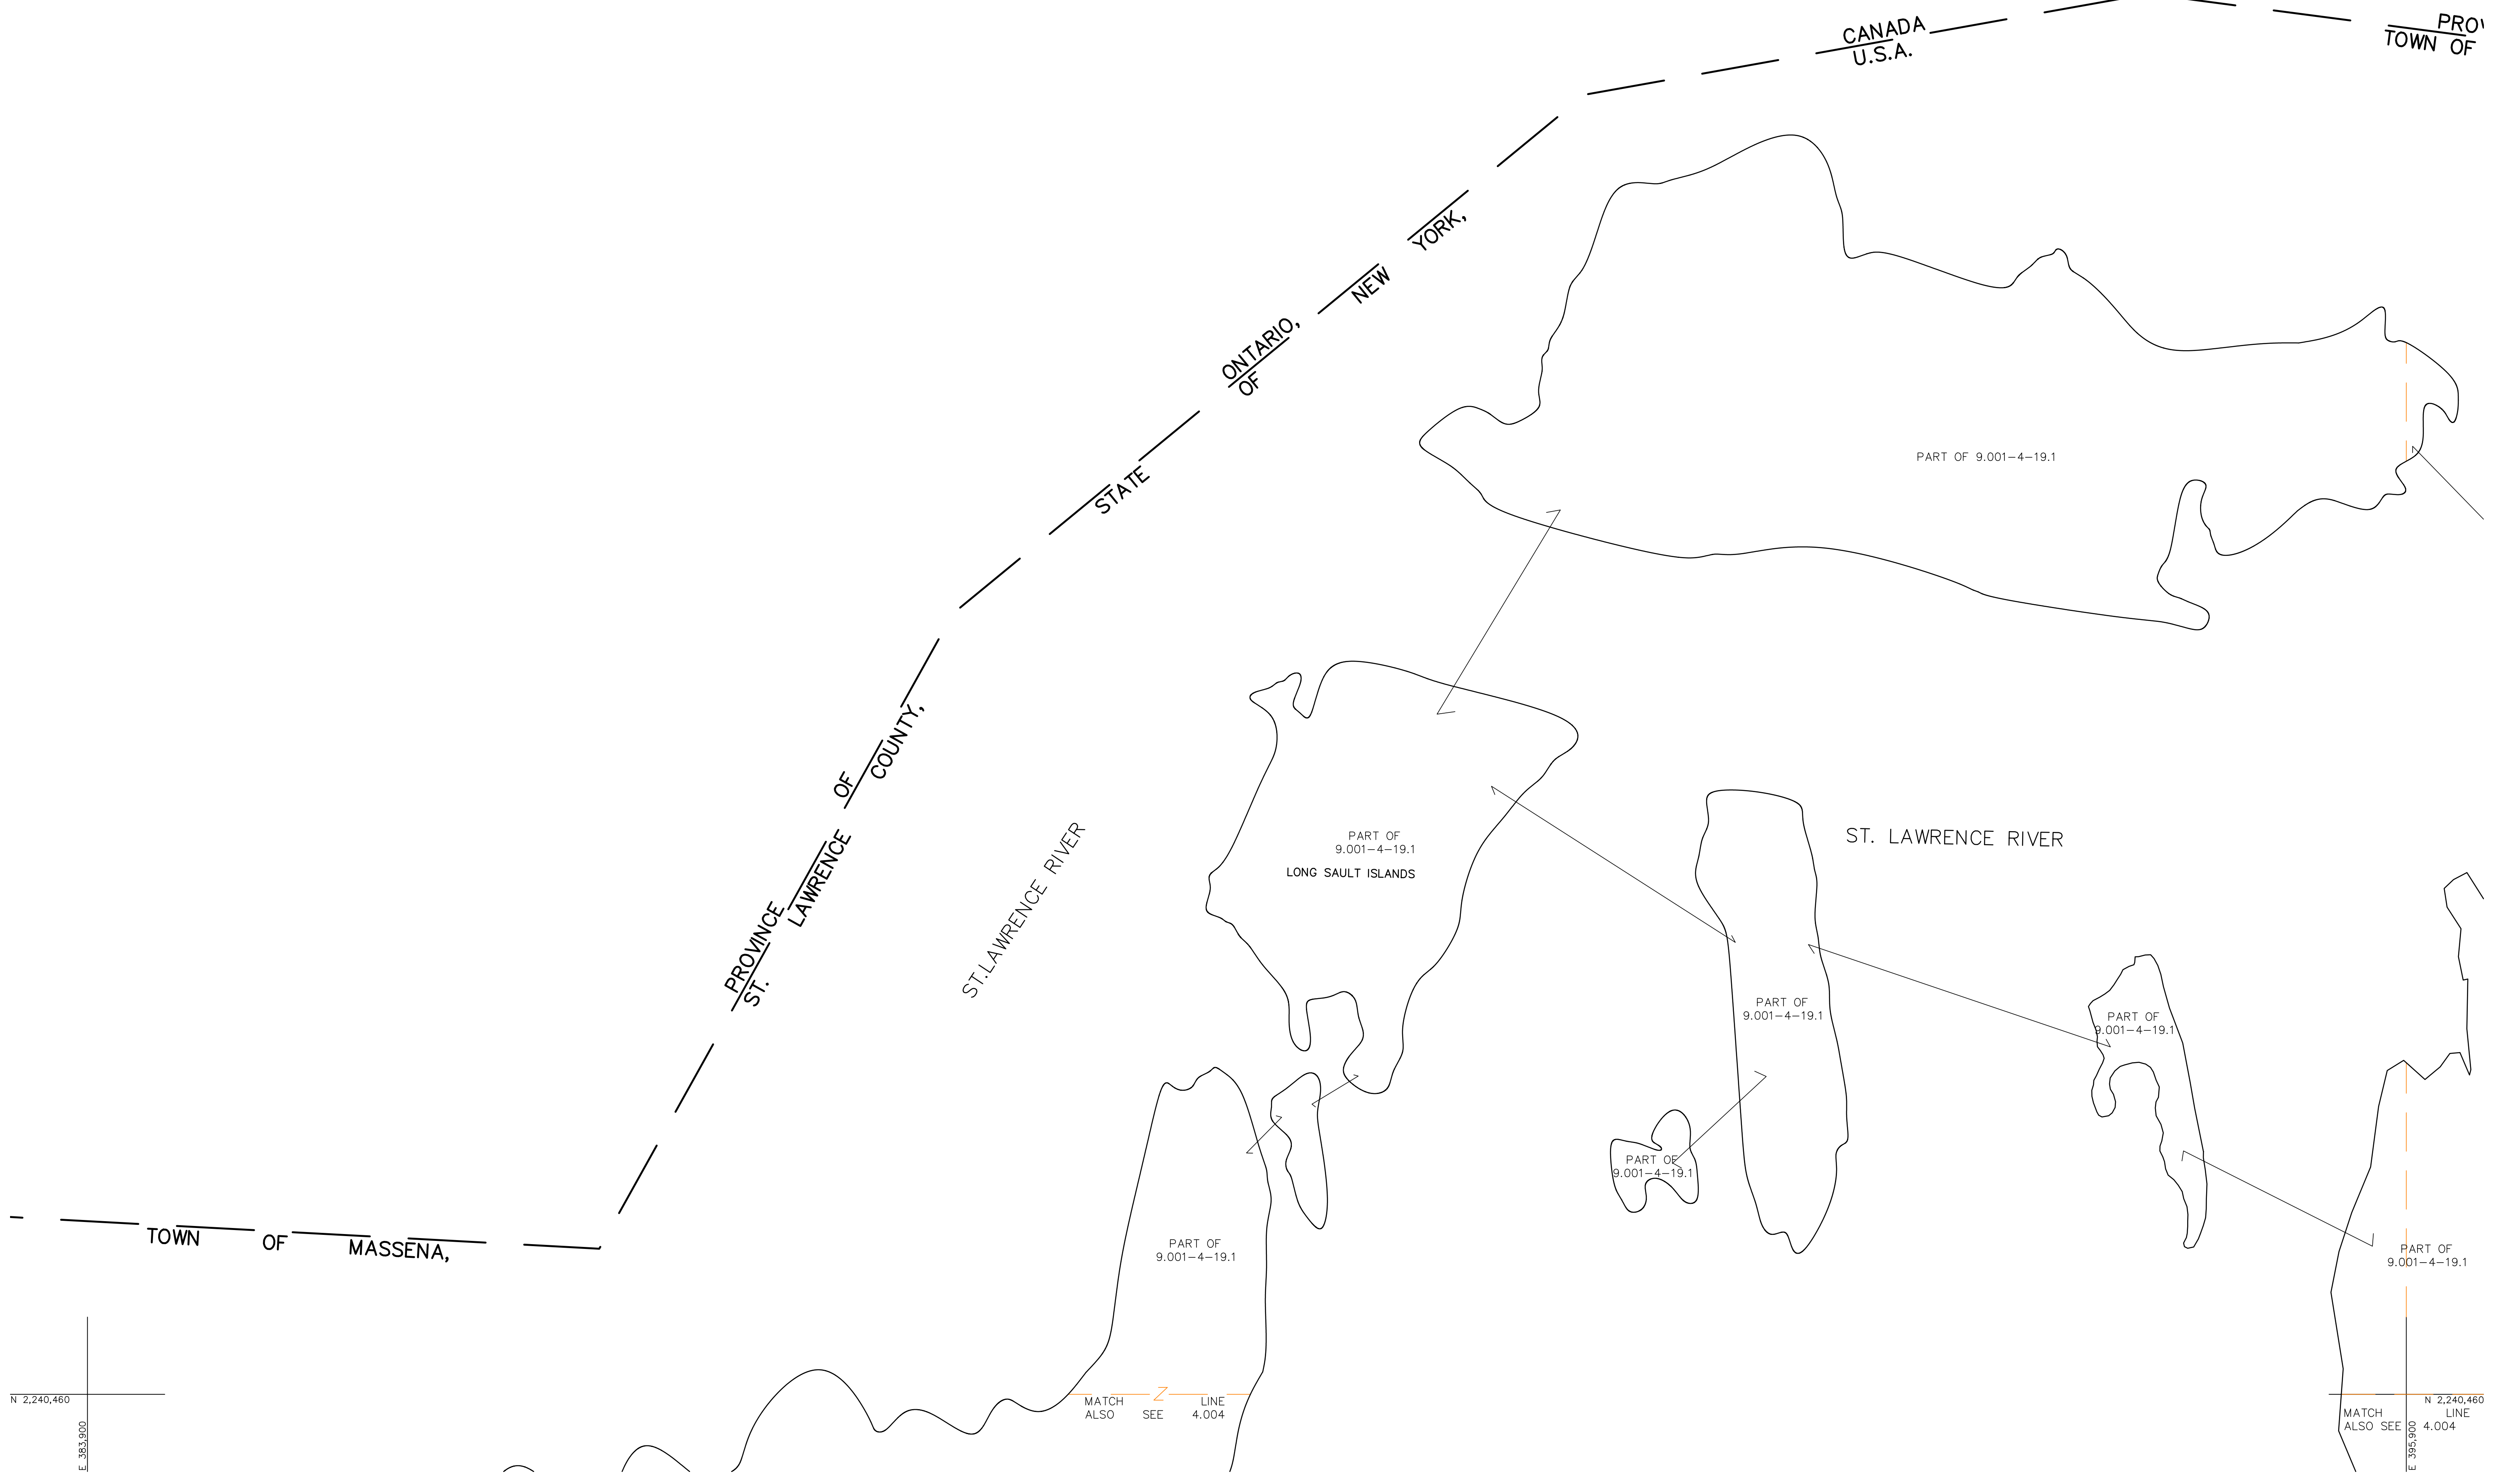 CANADA
U.S.A.
PROV
TOWN OF
PROVINCE OF ONTARIO,
ST. LAWRENCE COUNTY, STATE OF NEW YORK,
TOWN OF MASSENA,
ST.LAWRENCE RIVER
PART OF 9.001-4-19.1
PART OF
9.001-4-19.1
LONG SAULT ISLANDS
ST. LAWRENCE RIVER
PART OF
9.001-4-19.1
PART OF
9.001-4-19.1
PART OF
9.001-4-19.1
PART OF
9.001-4-19.1
PART OF
9.001-4-19.1
N 2,240,460
E 383,900
MATCH LINE
ALSO SEE 4.004
N 2,240,460
E 395,900
MATCH LINE
ALSO SEE 4.004